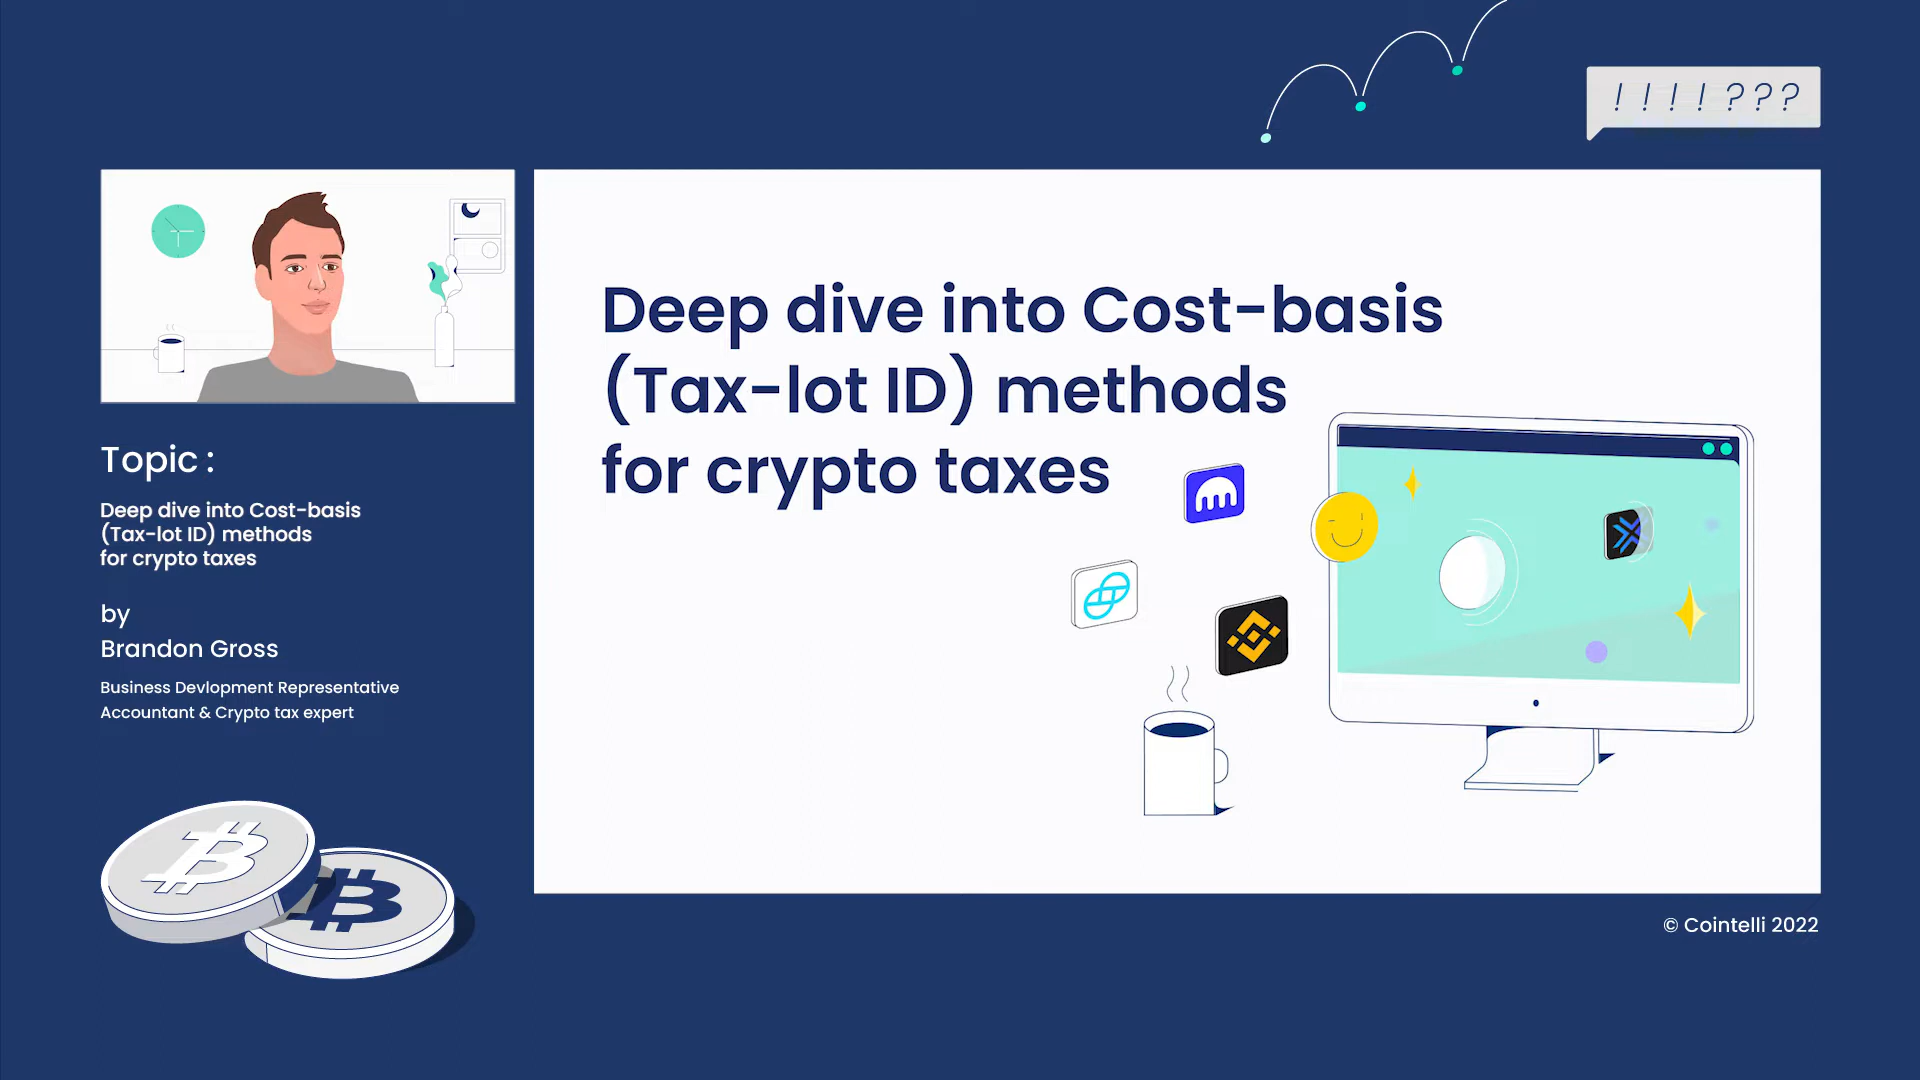 ! ! ! ! ? ? ?
Deep dive into Cost-basis
(Tax-lot ID) methods
for crypto taxes
Topic :
Deep dive into Cost-basis
(Tax-lot ID) methods
for crypto taxes
by
Brandon Gross
Business Devlopment Representative
Accountant & Crypto tax expert
© Cointelli 2022